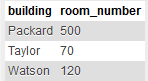 building room_number
Packard 500
Taylor 70
Watson 120